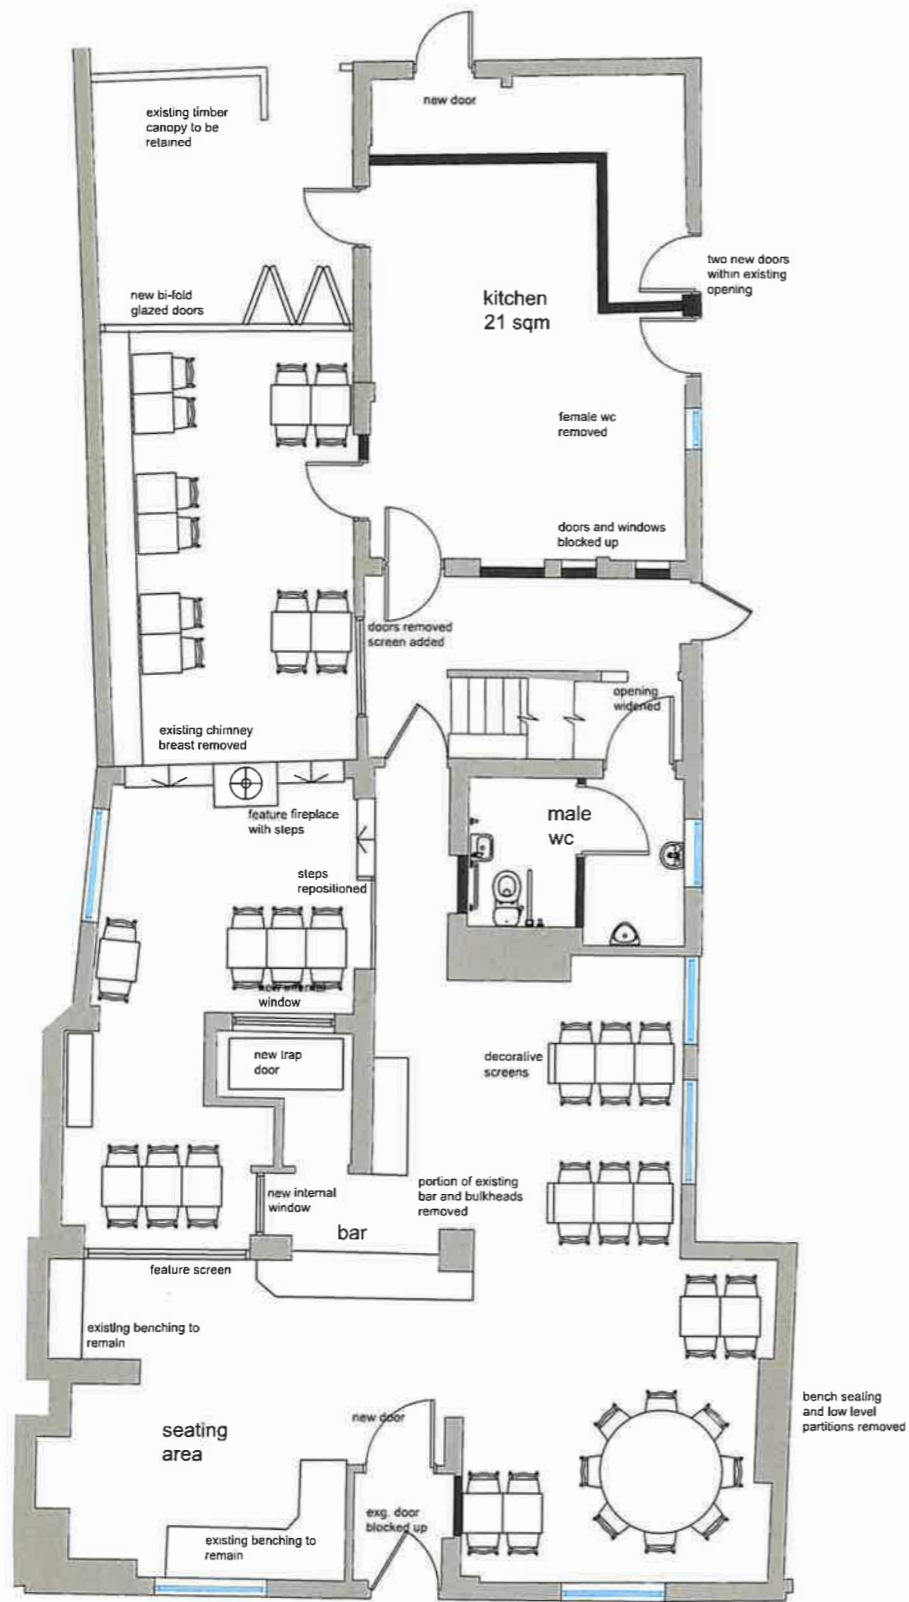 new door
existing timber
canopy to be
retained
two new doors
within existing
opening
new bi-fold
glazed doors
kitchen
21 sqm
female wc
removed
doors and windows
blocked up
doors removed
screen added
opening
widened
existing chimney
breast removed
feature fireplace
with steps
male
wc
steps
repositioned
new internal
window
new trap
door
decorative
screens
portion of existing
bar and bulkheads
removed
new internal
window
bar
feature screen
existing benching to
remain
bench seating
and low level
partitions removed
new door
seating
area
exg. door
blocked up
existing benching to
remain